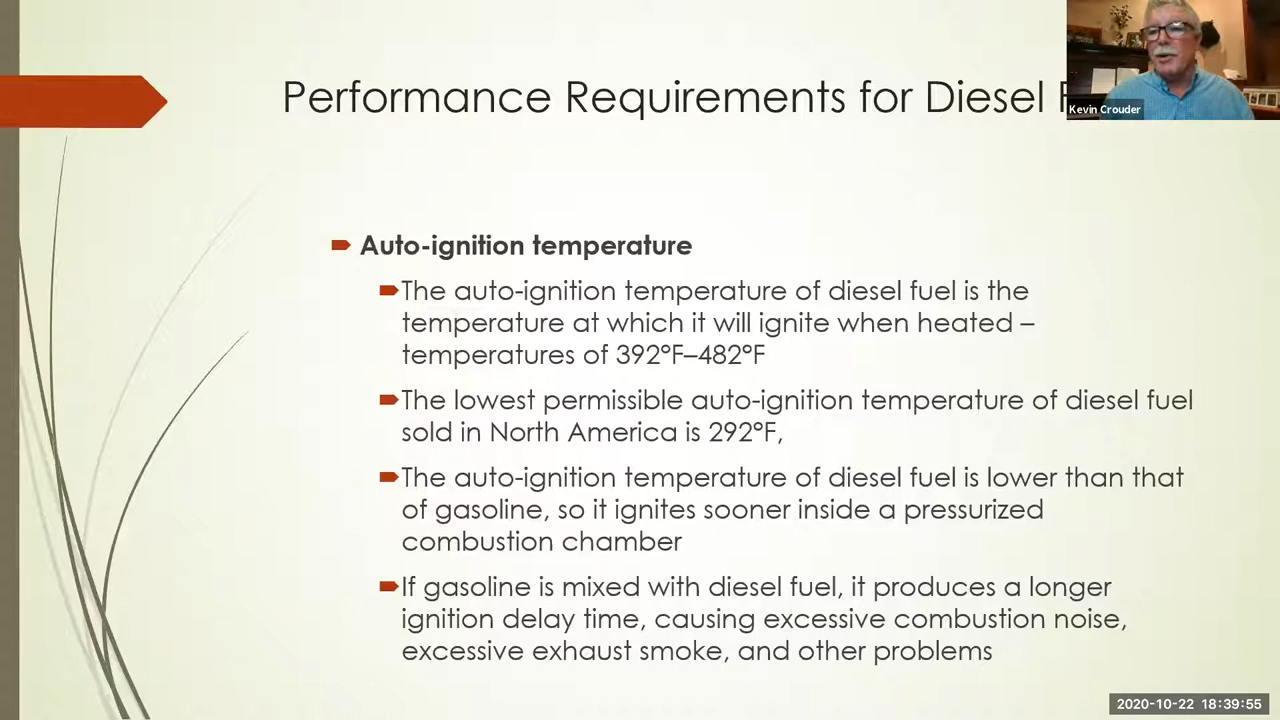 Performance Requirements for Diesel
Kevin Crouder
Auto-ignition temperature
The auto-ignition temperature of diesel fuel is the
temperature at which it will ignite when heated –
temperatures of 392°F–482°F
The lowest permissible auto-ignition temperature of diesel fuel
sold in North America is 292°F,
The auto-ignition temperature of diesel fuel is lower than that
of gasoline, so it ignites sooner inside a pressurized
combustion chamber
If gasoline is mixed with diesel fuel, it produces a longer
ignition delay time, causing excessive combustion noise,
excessive exhaust smoke, and other problems
2020-10-22 18:39:55